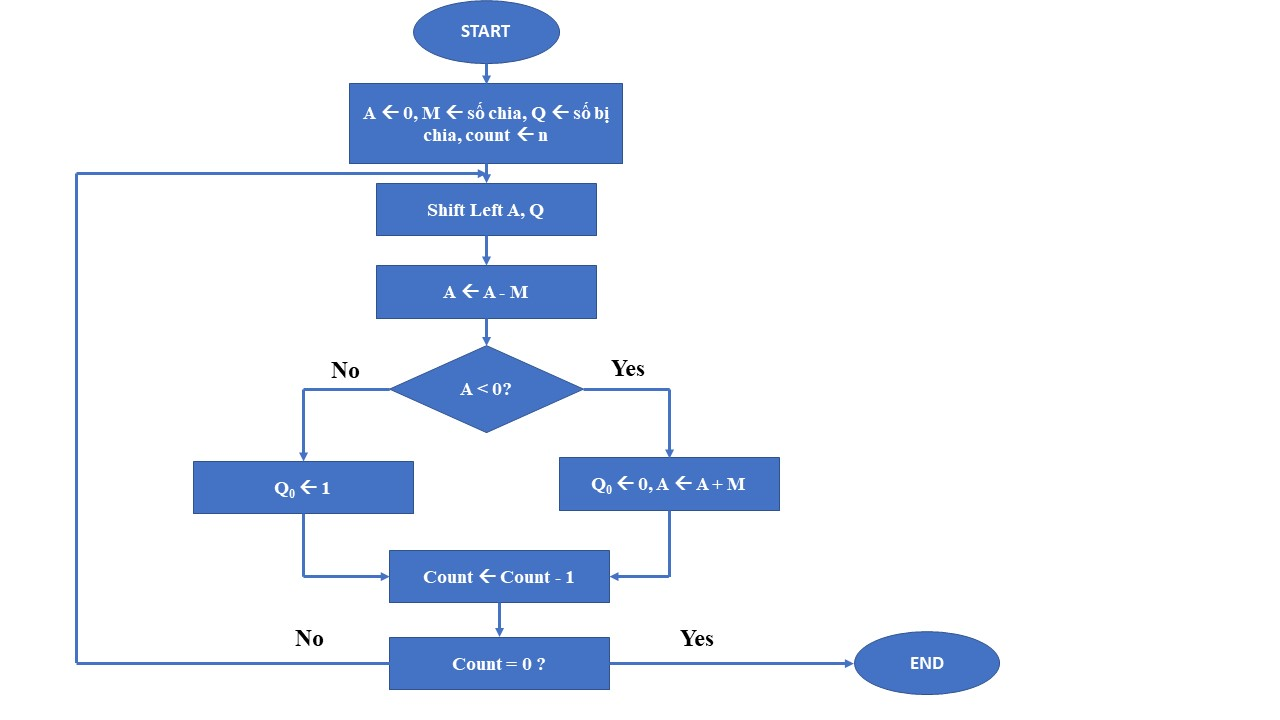 START
A ← 0, M ← số chia, Q ← số bị
chia, count ← n
Shift Left A, Q
A ← A - M
No
Yes
A < 0?
Q₀ ← 1
Q₀ ← 0, A ← A + M
Count ← Count - 1
No
Yes
Count = 0 ?
END